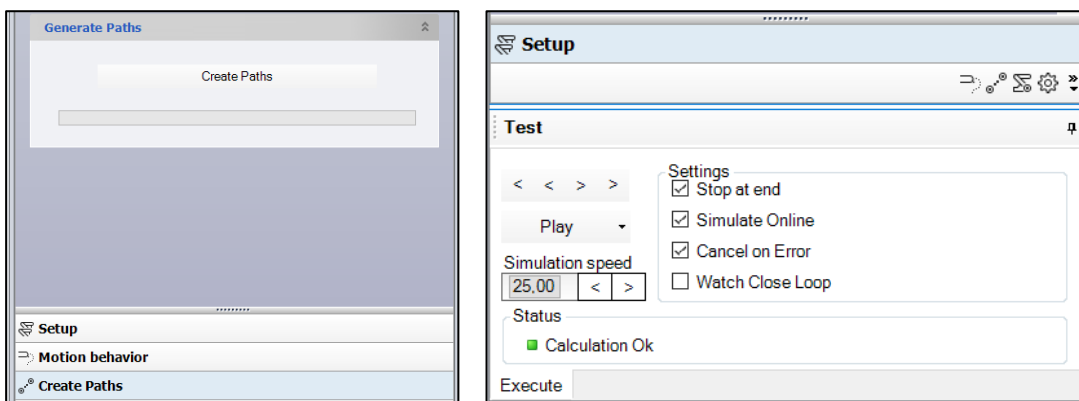 Generate Paths
Create Paths
Setup
Motion behavior
Create Paths
Setup
Test
< < > >
Play
Simulation speed
25,00 < >
Settings
Stop at end
Simulate Online
Cancel on Error
Watch Close Loop
Status
Calculation Ok
Execute